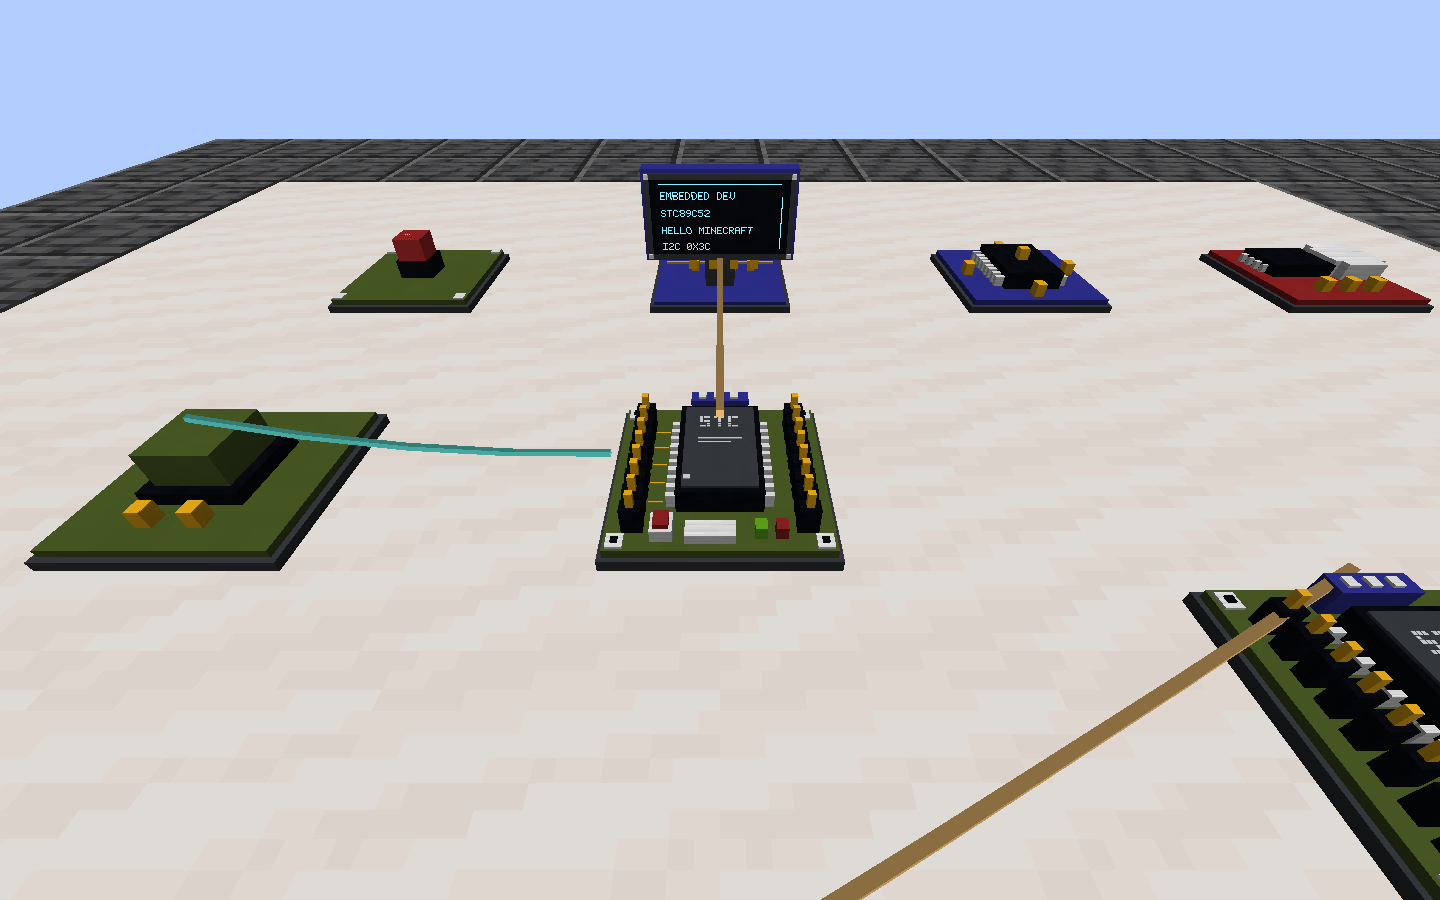 EMBEDDED DEV
STC89C52
HELLO MINECRAFT
I2C 0X3C
STC